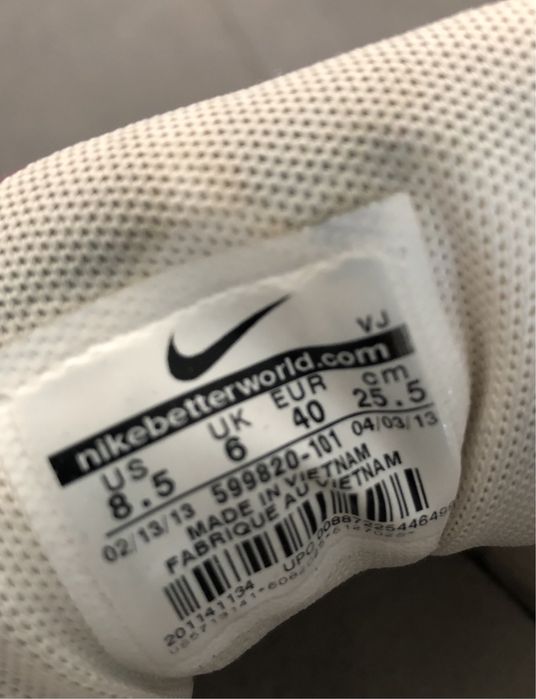 VJ
nikebetterworld.com
US UK EUR cm
8.5 6 40 25.5
02/13/13 599820-101 04/03/13
MADE IN VIETNAM
FABRIQUE AU VIETNAM
201141134